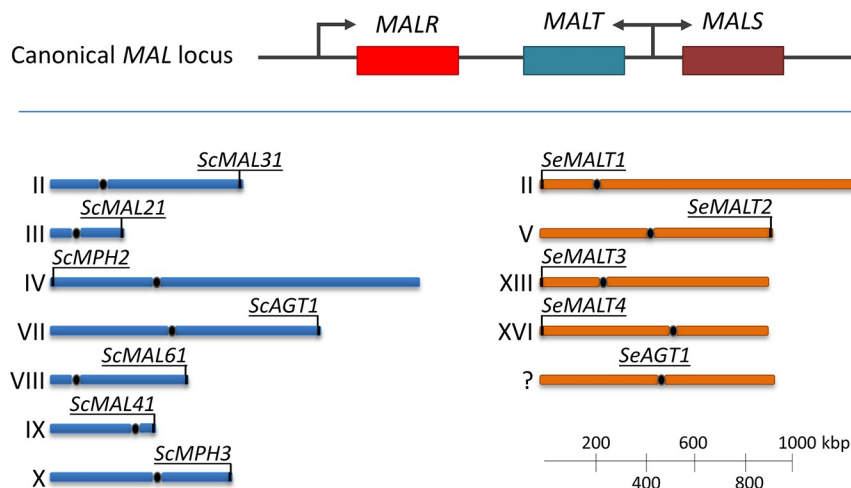 MALR MALT MALS
Canonical MAL locus
ScMAL31
II
ScMAL21
III
ScMPH2
IV
ScAGT1
VII
ScMAL61
VIII
ScMAL41
IX
ScMPH3
X
SeMALT1
II
SeMALT2
V
SeMALT3
XIII
SeMALT4
XVI
SeAGT1
?
200 600 1000 kbp
400 800